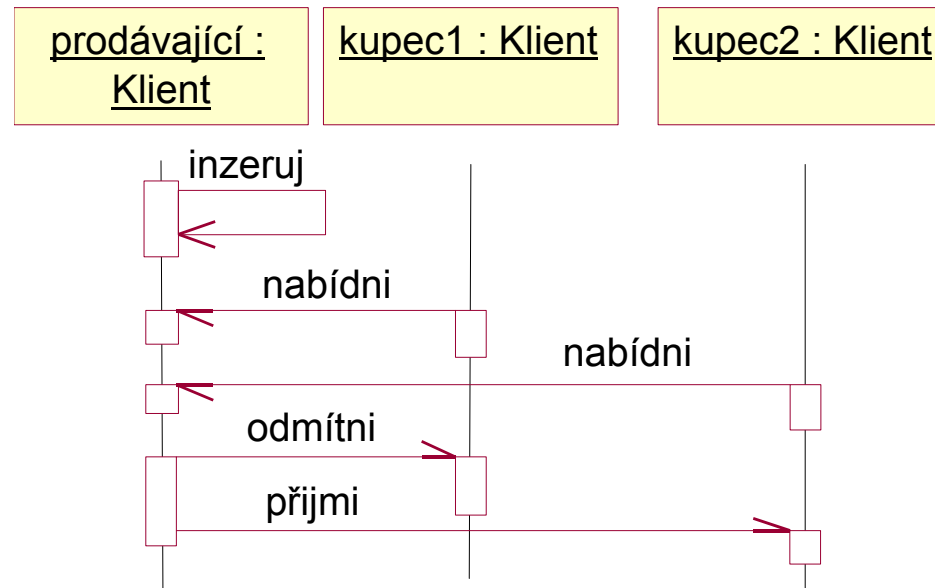 prodávající :
Klient
kupec1 : Klient
kupec2 : Klient
inzeruj
nabídni
nabídni
odmítni
přijmi